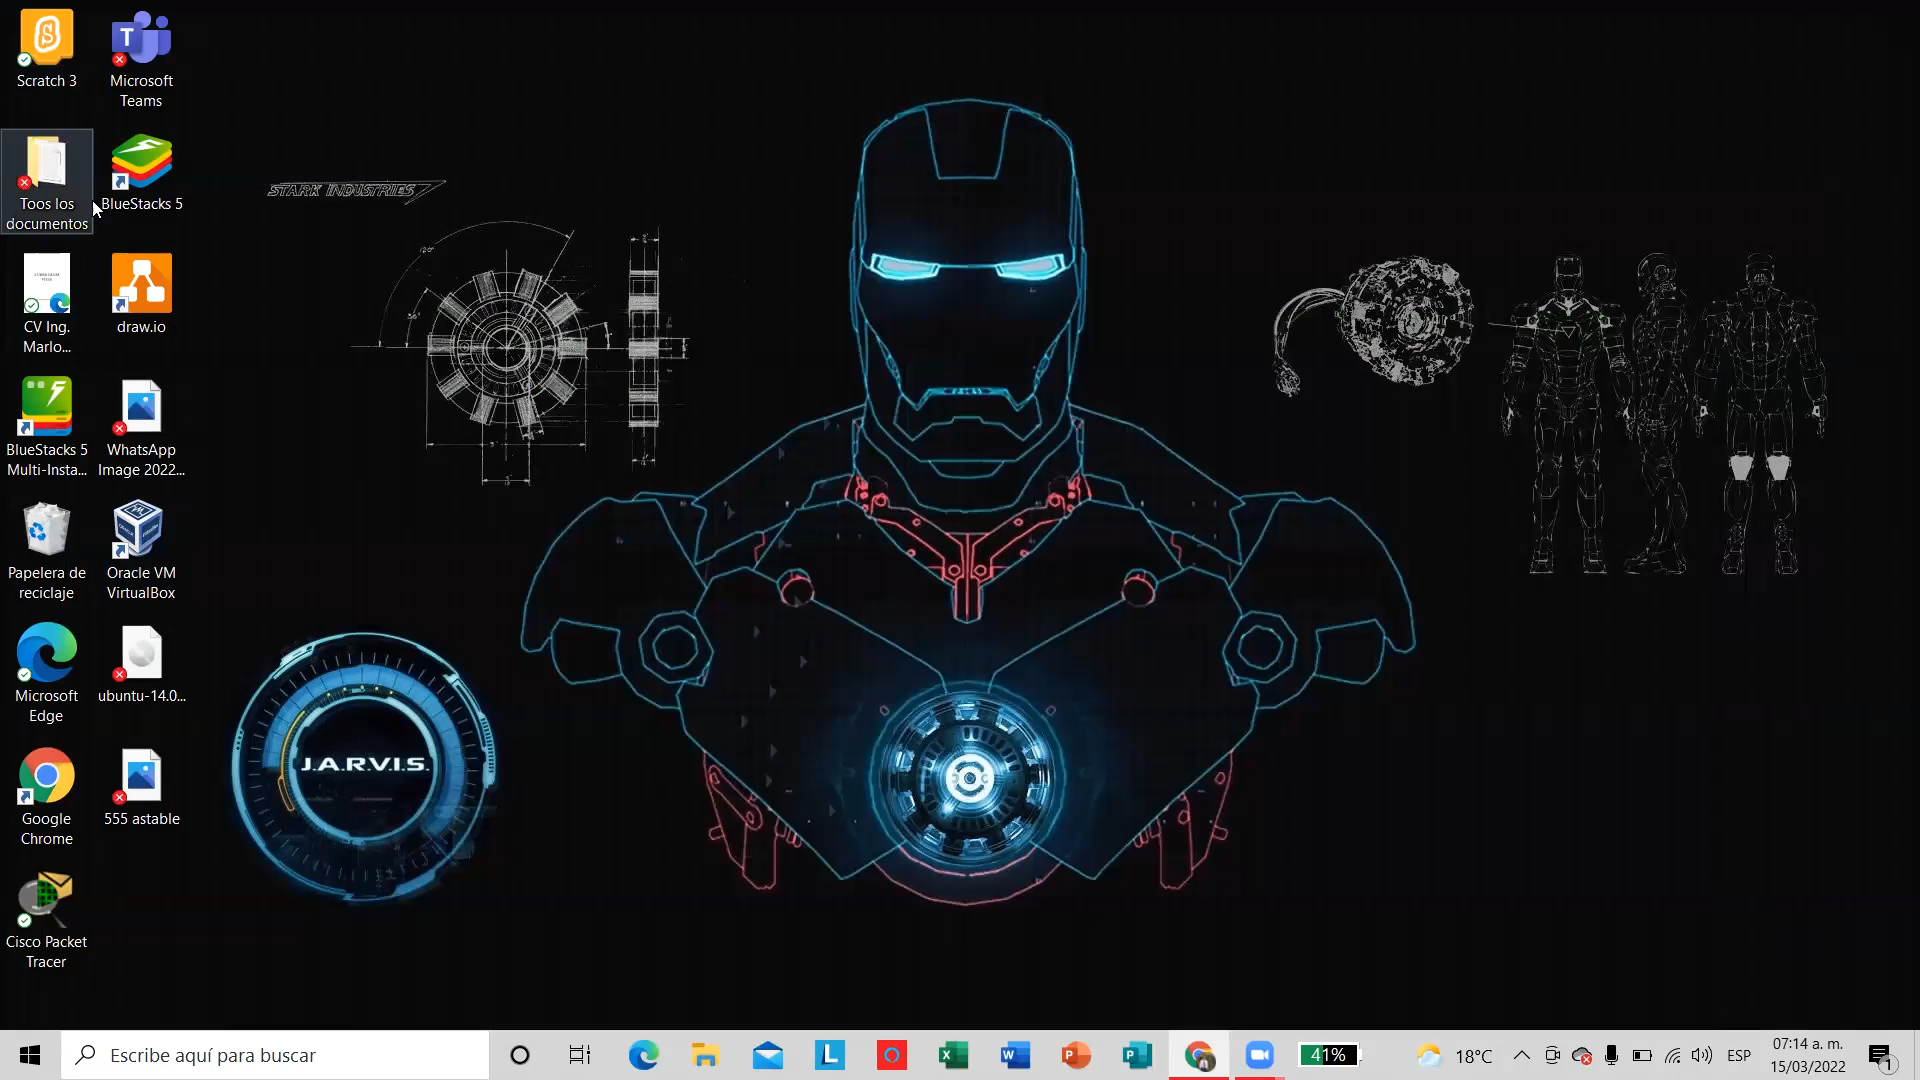 Scratch 3
Microsoft
Teams
Toos los
documentos
BlueStacks 5
CV Ing.
Marlo...
draw.io
BlueStacks 5
Multi-Insta...
WhatsApp
Image 2022...
Papelera de
reciclaje
Oracle VM
VirtualBox
Microsoft
Edge
ubuntu-14.0...
Google
Chrome
555 astable
Cisco Packet
Tracer
STARK INDUSTRIES
J.A.R.V.I.S.
Escribe aquí para buscar
41%
18°C
ESP
07:14 a. m.
15/03/2022
1